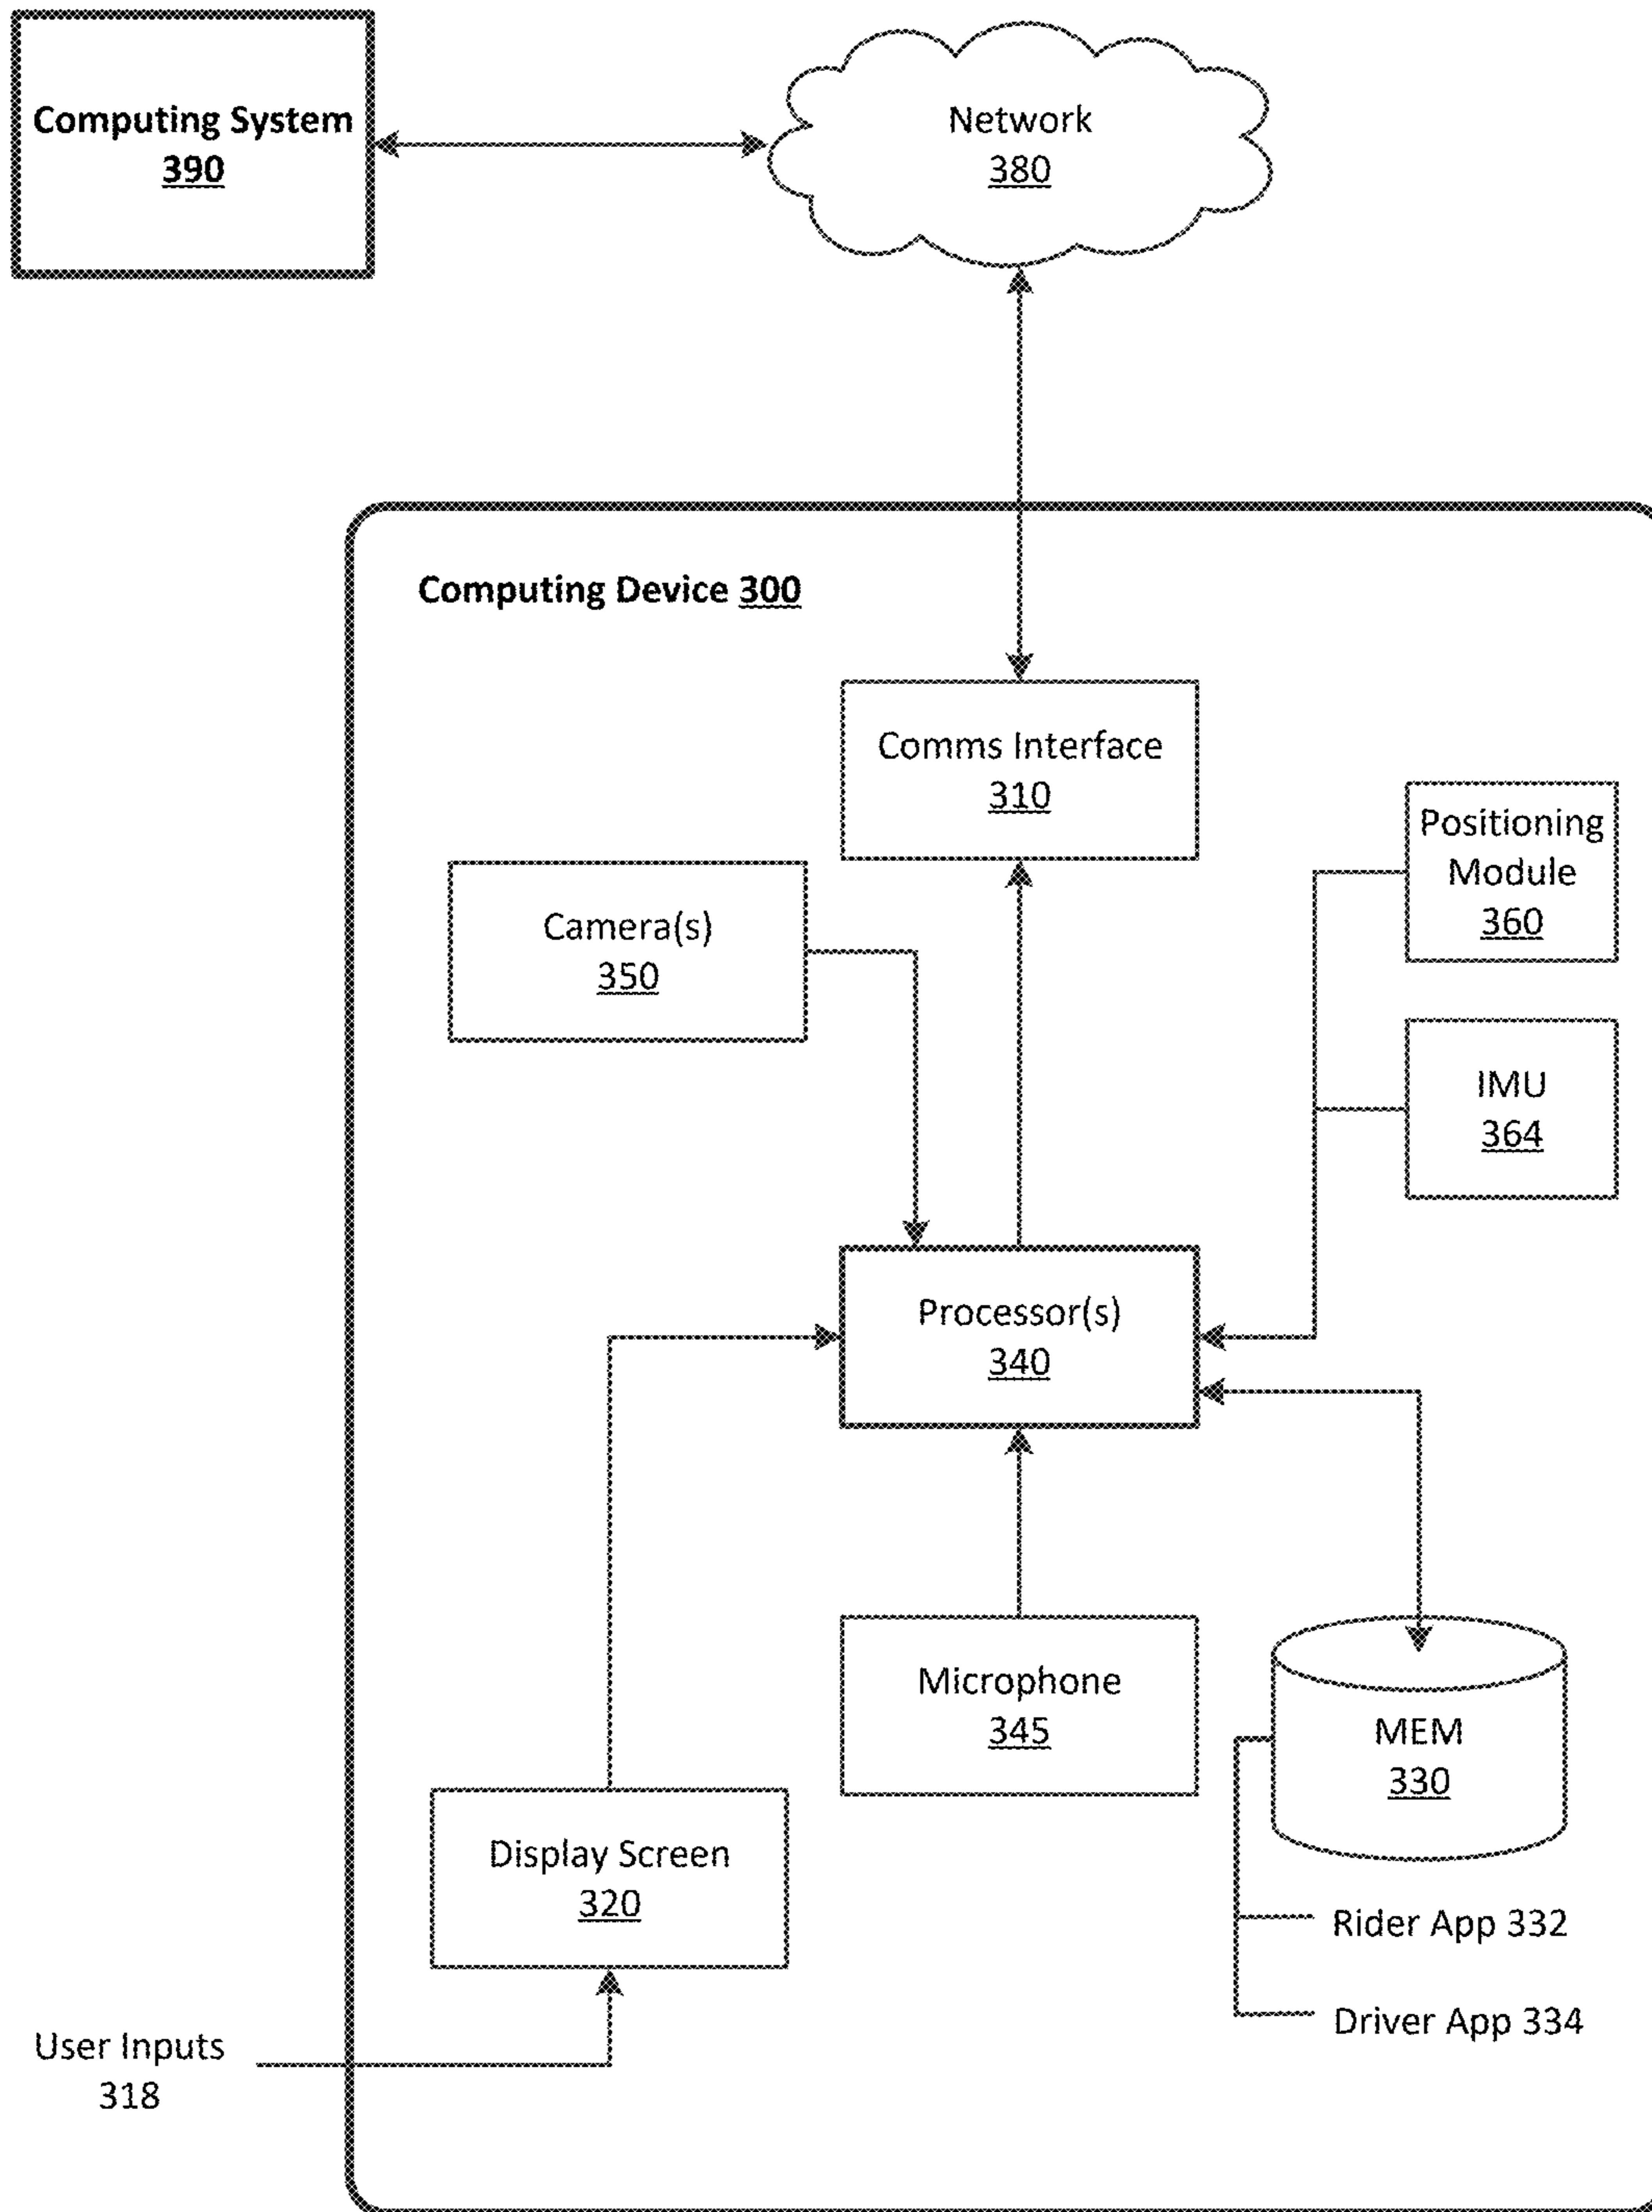 Computing System
390
Network
380
Computing Device 300
Comms Interface
310
Positioning
Module
360
Camera(s)
350
IMU
364
Processor(s)
340
Microphone
345
MEM
330
Display Screen
320
Rider App 332
Driver App 334
User Inputs
318